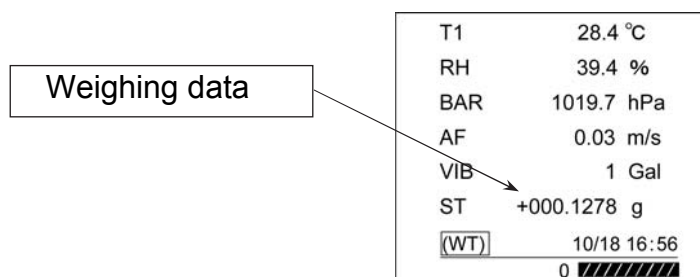 Weighing data
T1 28.4 °C
RH 39.4 %
BAR 1019.7 hPa
AF 0.03 m/s
VIB 1 Gal
ST +000.1278 g
(WT) 10/18 16:56
0